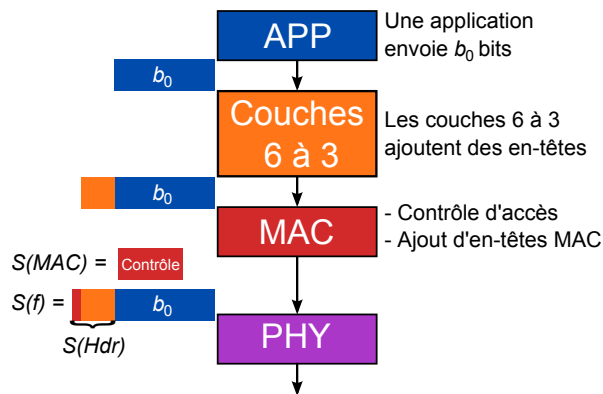 APP
Une application
envoie b₀ bits
b₀
Couches
6 à 3
Les couches 6 à 3
ajoutent des en-têtes
b₀
MAC
- Contrôle d'accès
- Ajout d'en-têtes MAC
S(MAC) = Contrôle
S(f) = b₀
S(Hdr)
PHY